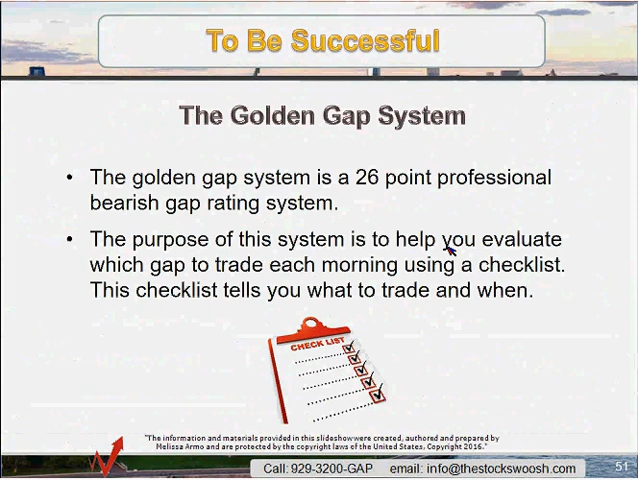 To Be Successful
The Golden Gap System
• The golden gap system is a 26 point professional
bearish gap rating system.
• The purpose of this system is to help you evaluate
which gap to trade each morning using a checklist.
This checklist tells you what to trade and when.
CHECK LIST
"The information and materials provided in this slideshow were created, authored and prepared by
Melissa Armo and are protected by the copyright laws of the United States, Copyright 2016."
Call: 929-3200-GAP email: info@thestockswoosh.com
51